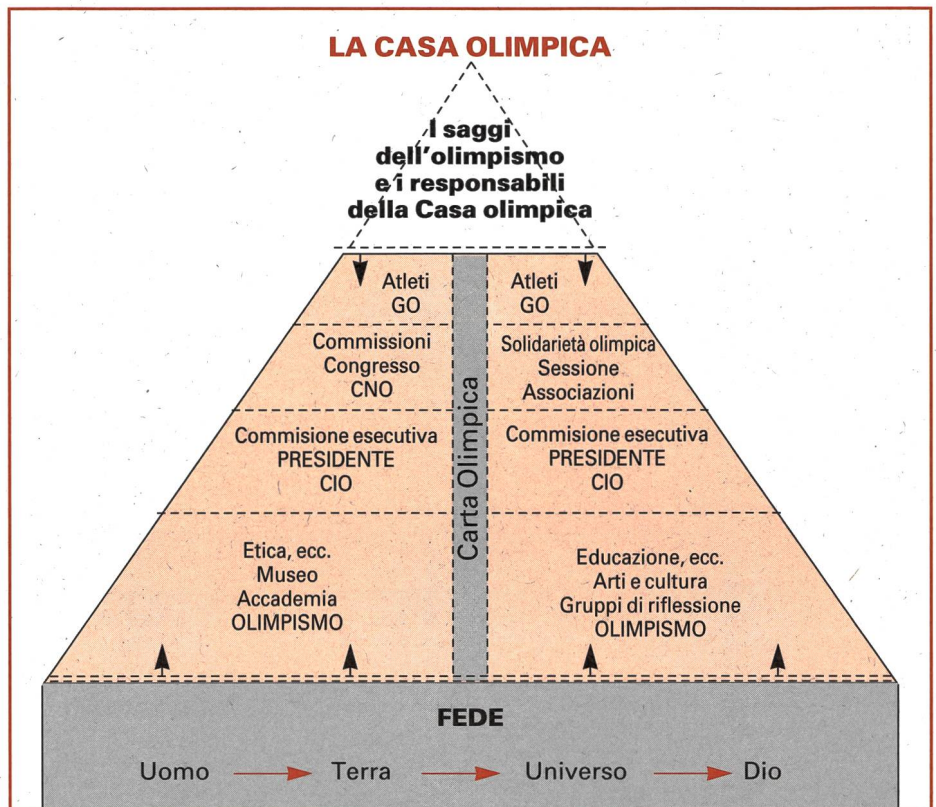 LA CASA OLIMPICA
I saggi
dell'olimpismo
e i responsabili
della Casa olimpica
Atleti
GO
Atleti
GO
Commissioni
Congresso
CNO
Solidarietà olimpica
Sessione
Associazioni
Commisione esecutiva
PRESIDENTE
CIO
Commisione esecutiva
PRESIDENTE
CIO
Carta Olimpica
Etica, ecc.
Museo
Accademia
OLIMPISMO
Educazione, ecc.
Arti e cultura
Gruppi di riflessione
OLIMPISMO
FEDE
Uomo → Terra → Universo → Dio